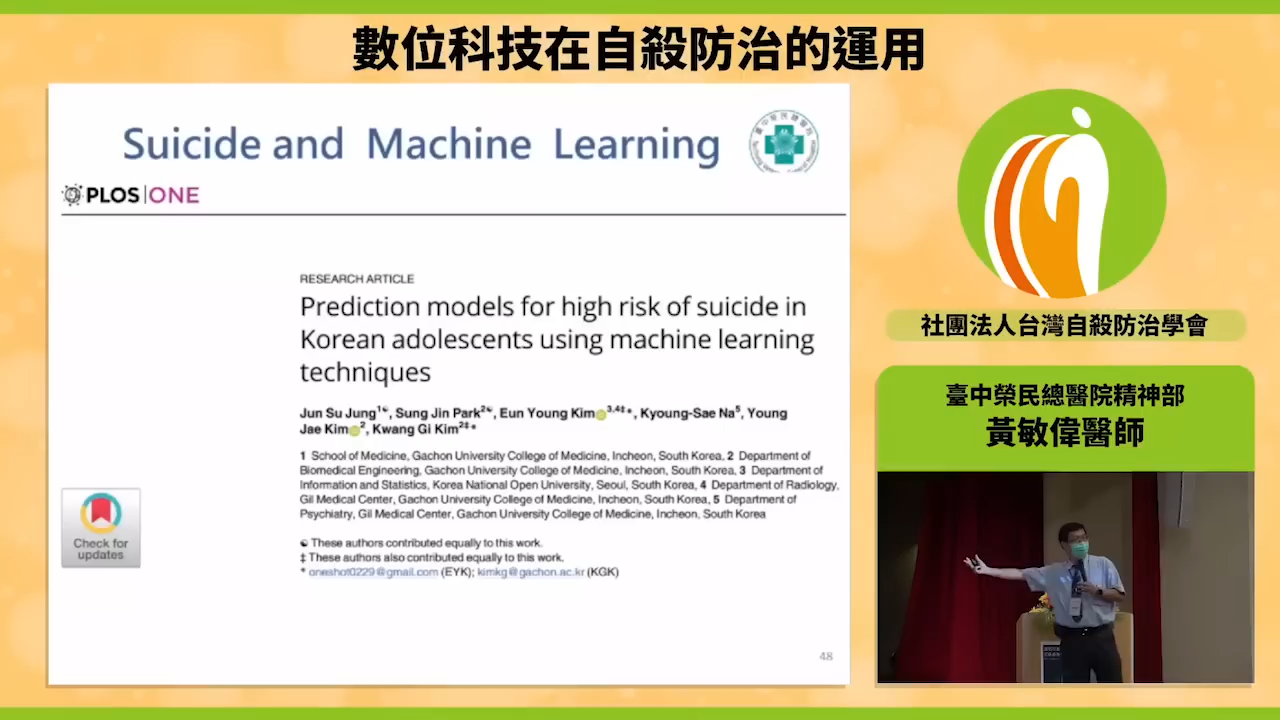 數位科技在自殺防治的運用
Suicide and Machine Learning
PLOS ONE
RESEARCH ARTICLE
Prediction models for high risk of suicide in
Korean adolescents using machine learning
techniques
Jun Su Jung1☯, Sung Jin Park2☯, Eun Young Kim3,4‡*, Kyoung-Sae Na5, Young
Jae Kim2, Kwang Gi Kim2‡*
1 School of Medicine, Gachon University College of Medicine, Incheon, South Korea, 2 Department of
Biomedical Engineering, Gachon University College of Medicine, Incheon, South Korea, 3 Department of
Information and Statistics, Korea National Open University, Seoul, South Korea, 4 Department of Radiology,
Gil Medical Center, Gachon University College of Medicine, Incheon, South Korea, 5 Department of
Psychiatry, Gil Medical Center, Gachon University College of Medicine, Incheon, South Korea
☯ These authors contributed equally to this work.
‡ These authors also contributed equally to this work.
* oneshot0229@gmail.com (EYK); kimkg@gachon.ac.kr (KGK)
Check for
updates
48
社團法人台灣自殺防治學會
臺中榮民總醫院精神部
黃敏偉醫師